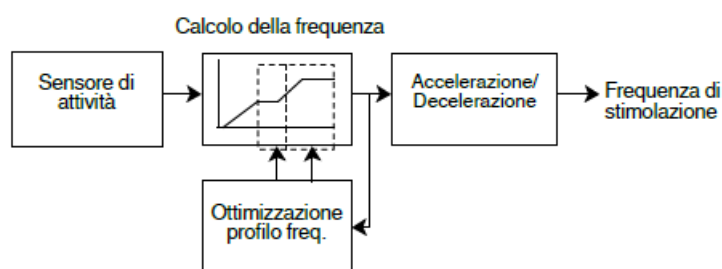 Calcolo della frequenza
Sensore di
attività
Accelerazione/
Decelerazione
Frequenza di
stimolazione
Ottimizzazione
profilo freq.